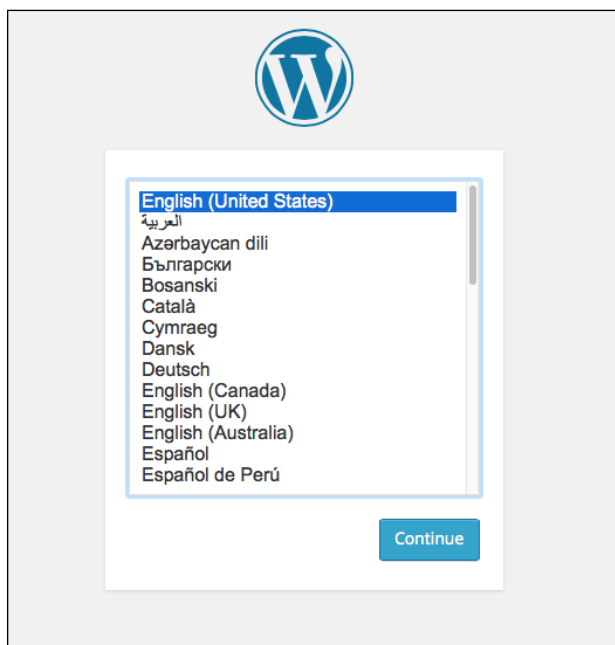 English (United States)
العربية
Azərbaycan dili
Български
Bosanski
Català
Cymraeg
Dansk
Deutsch
English (Canada)
English (UK)
English (Australia)
Español
Español de Perú
Continue